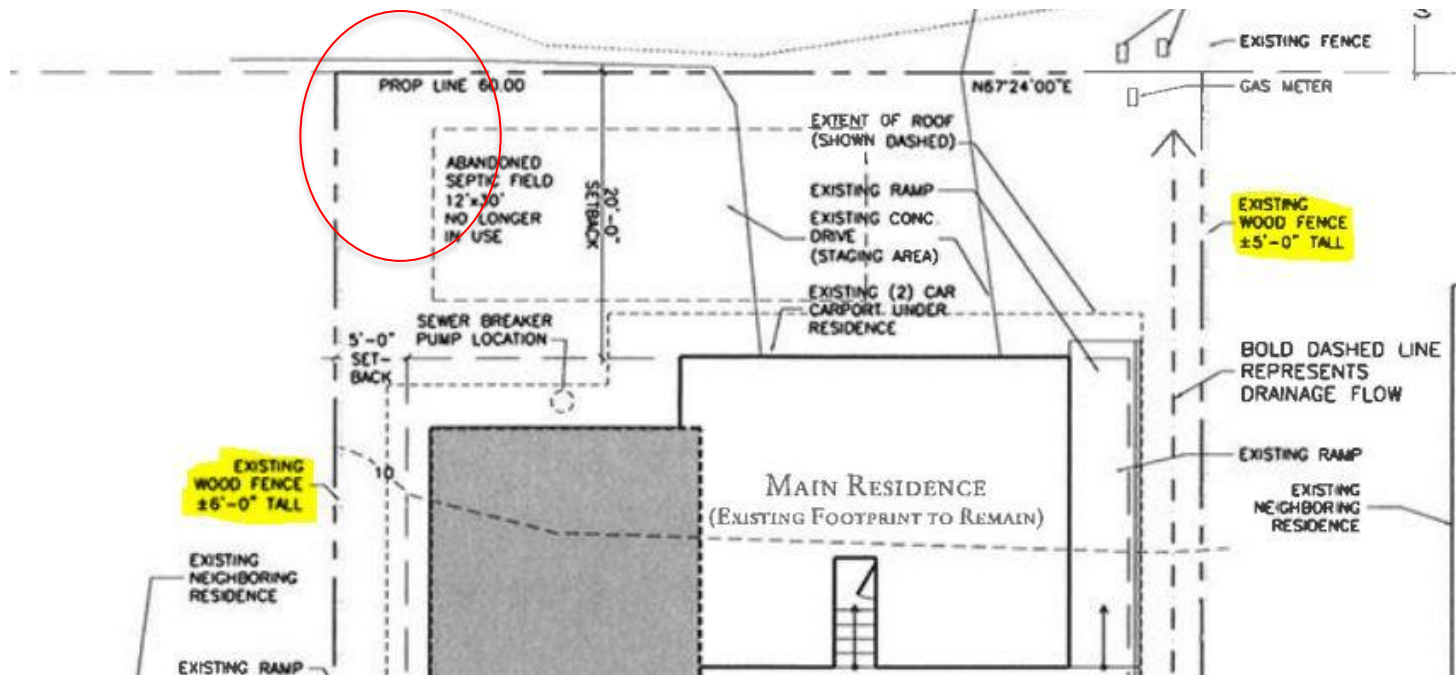 EXISTING FENCE
PROP LINE 60.00
N67°24'00"E
GAS METER
EXTENT OF ROOF
(SHOWN DASHED)
ABANDONED
SEPTIC FIELD
12'x30'
NO LONGER
IN USE
20'-0"
SETBACK
EXISTING RAMP
EXISTING CONC.
DRIVE
(STAGING AREA)
EXISTING
WOOD FENCE
±5'-0" TALL
EXISTING (2) CAR
CARPORT UNDER
RESIDENCE
SEWER BREAKER
PUMP LOCATION
5'-0"
SET-
BACK
BOLD DASHED LINE
REPRESENTS
DRAINAGE FLOW
EXISTING
WOOD FENCE
±6'-0" TALL
10
MAIN RESIDENCE
(EXISTING FOOTPRINT TO REMAIN)
EXISTING RAMP
EXISTING
NEIGHBORING
RESIDENCE
EXISTING
NEIGHBORING
RESIDENCE
EXISTING RAMP